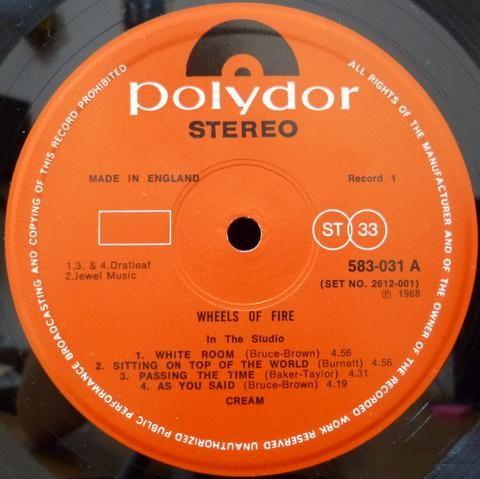 polydor
STEREO
ALL RIGHTS OF THE MANUFACTURER AND OF THE OWNER OF THE RECORDED WORK RESERVED UNAUTHORIZED PUBLIC PERFORMANCE BROADCASTING AND COPYING OF THIS RECORD PROHIBITED
MADE IN ENGLAND Record 1
ST 33
1,3. & 4.Dratleaf
2.Jewel Music
583-031 A
(SET NO. 2612-001)
℗ 1968
WHEELS OF FIRE
In The Studio
1. WHITE ROOM (Bruce-Brown) 4.56
2. SITTING ON TOP OF THE WORLD (Burnett) 4.56
3. PASSING THE TIME (Baker-Taylor) 4.31
4. AS YOU SAID (Bruce-Brown) 4.19
CREAM